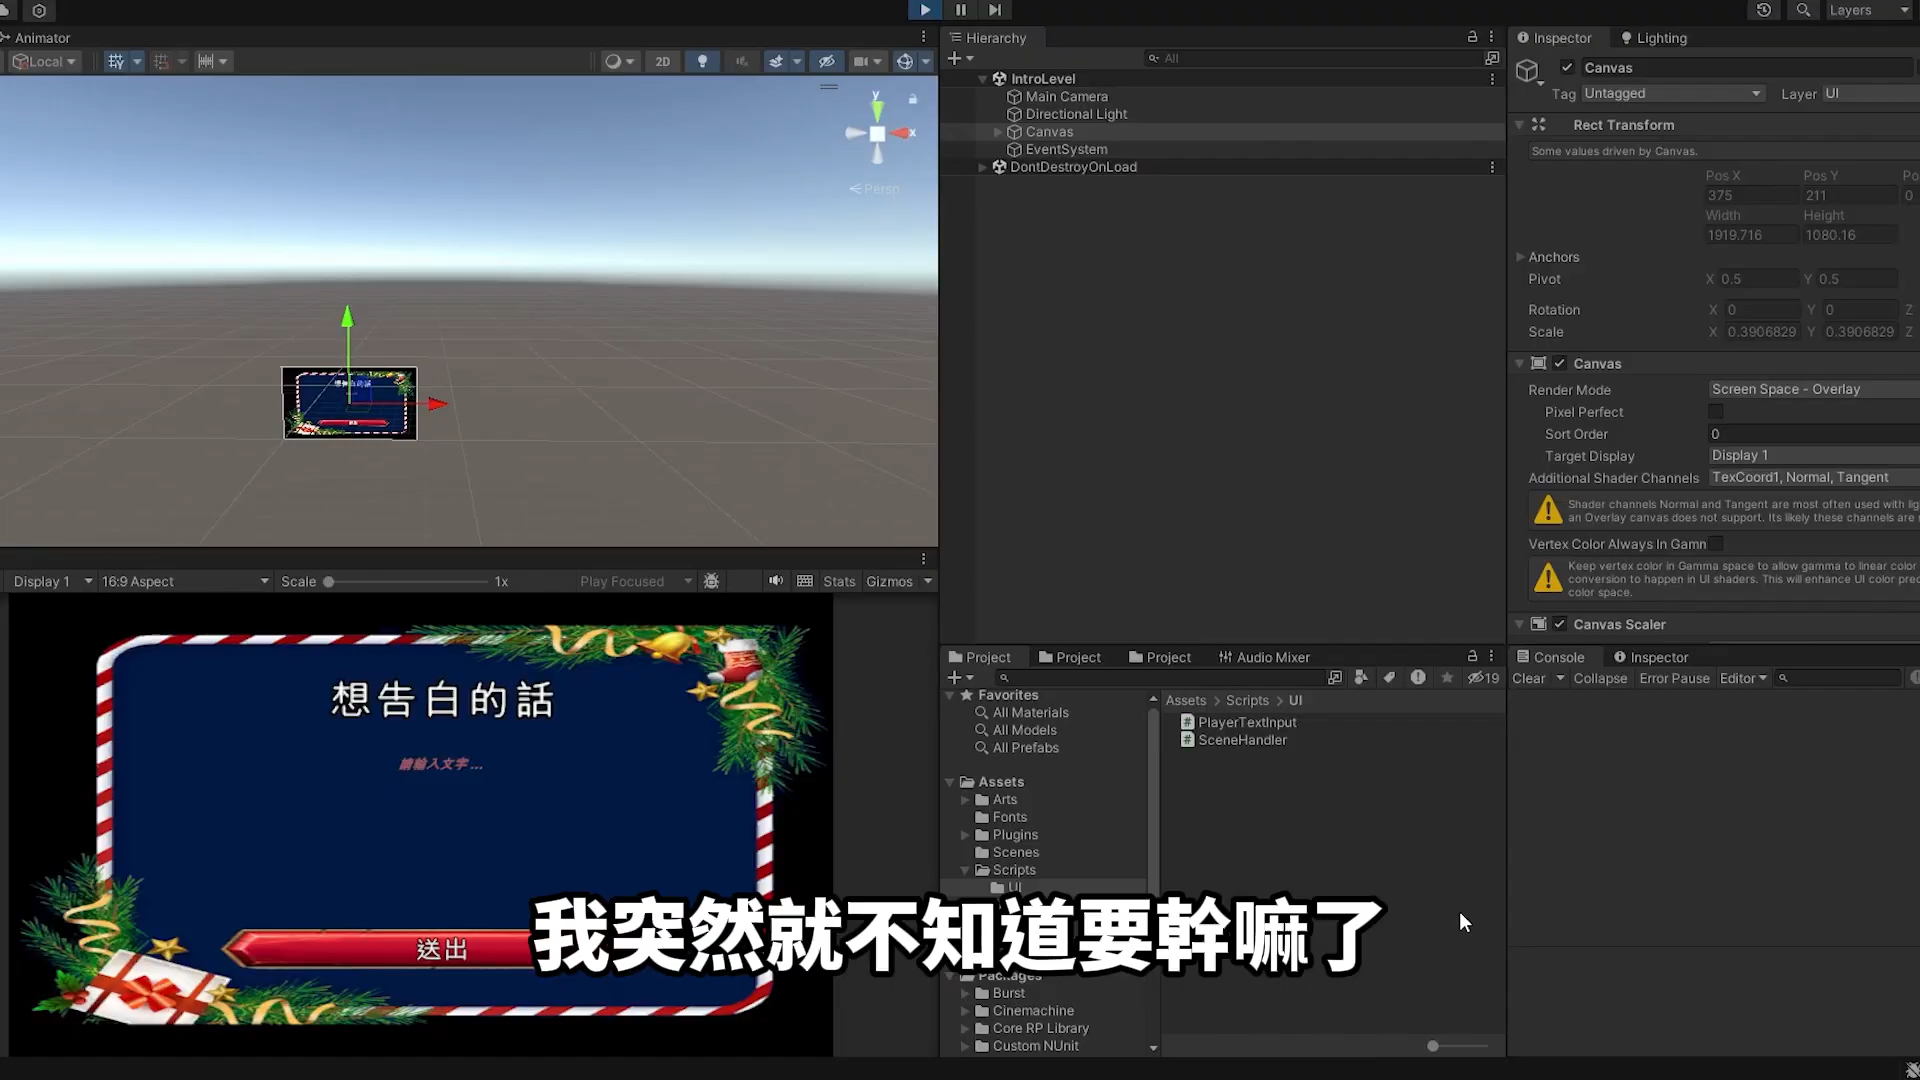 Layers
Animator
Local
2D
y
x
Persp
Hierarchy
All
IntroLevel
Main Camera
Directional Light
Canvas
EventSystem
DontDestroyOnLoad
Inspector
Lighting
Canvas
Tag Untagged Layer UI
Rect Transform
Some values driven by Canvas.
Pos X Pos Y
375 211 0
Width Height
1919.716 1080.16
Anchors
Pivot X 0.5 Y 0.5
Rotation X 0 Y 0 Z
Scale X 0.3906829 Y 0.3906829 Z
Canvas
Render Mode Screen Space - Overlay
Pixel Perfect
Sort Order 0
Target Display Display 1
Additional Shader Channels TexCoord1, Normal, Tangent
Shader channels Normal and Tangent are most often used with
an Overlay canvas does not support. Its likely these channels are
Vertex Color Always In Gamn
Keep vertex color in Gamma space to allow gamma to linear color
conversion to happen in UI shaders. This will enhance UI color
color space.
Canvas Scaler
Display 1 16:9 Aspect Scale 1x Play Focused Stats Gizmos
想告白的話
請輸入文字...
送出
Project Project Project Audio Mixer
19
Favorites
All Materials
All Models
All Prefabs
Assets
Arts
Fonts
Plugins
Scenes
Scripts
UI
Packages
Burst
Cinemachine
Core RP Library
Custom NUnit
Assets > Scripts > UI
PlayerTextInput
SceneHandler
Console Inspector
Clear Collapse Error Pause Editor
我突然就不知道要幹嘛了